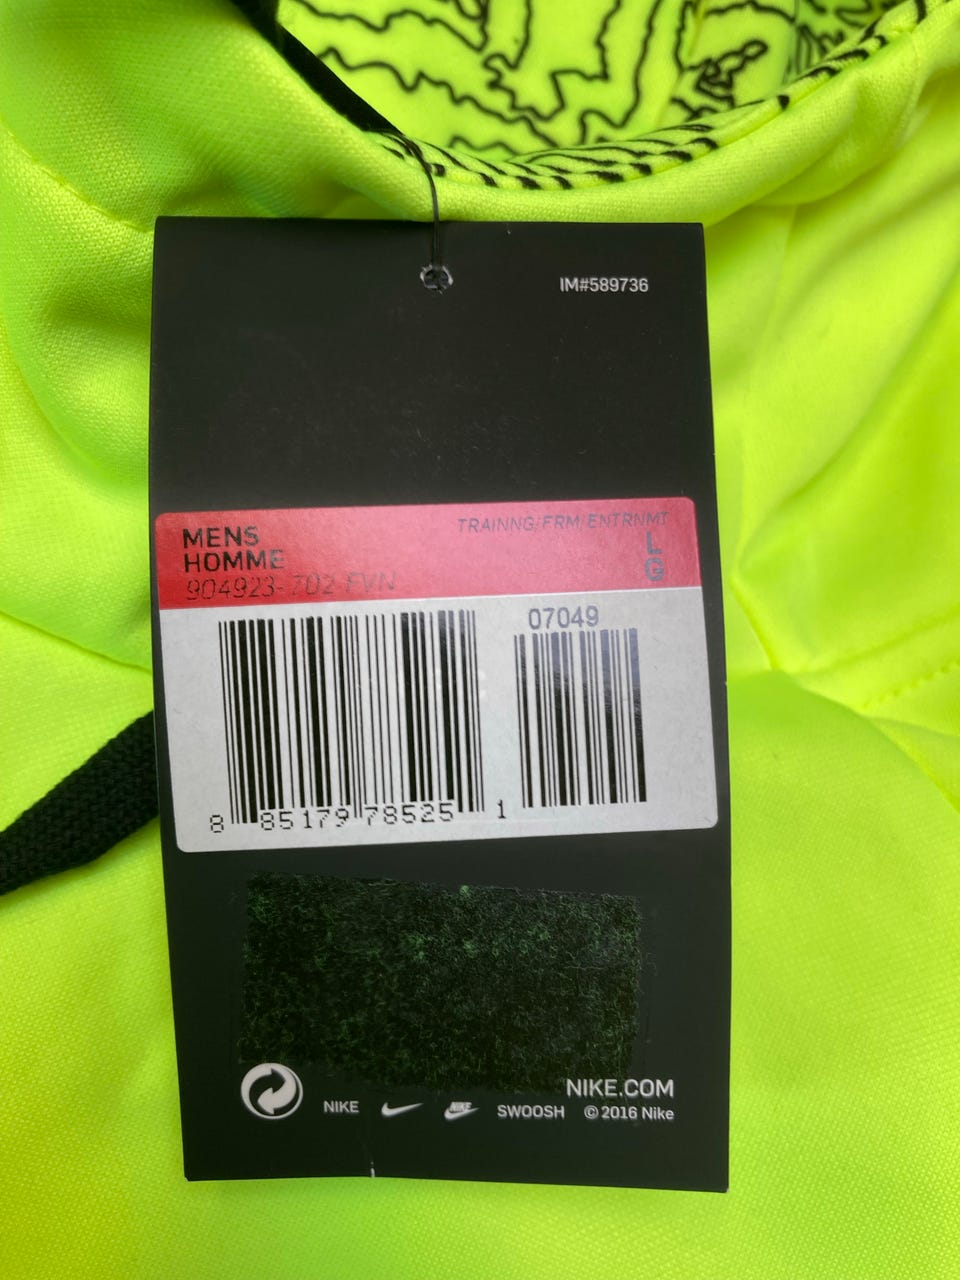 IM#589736
TRAINNG/FRM/ENTRNMT
MENS
HOMME
L
G
904923-702 FVN
07049
8 85179 78525 1
NIKE.COM
NIKE NIKE SWOOSH © 2016 Nike